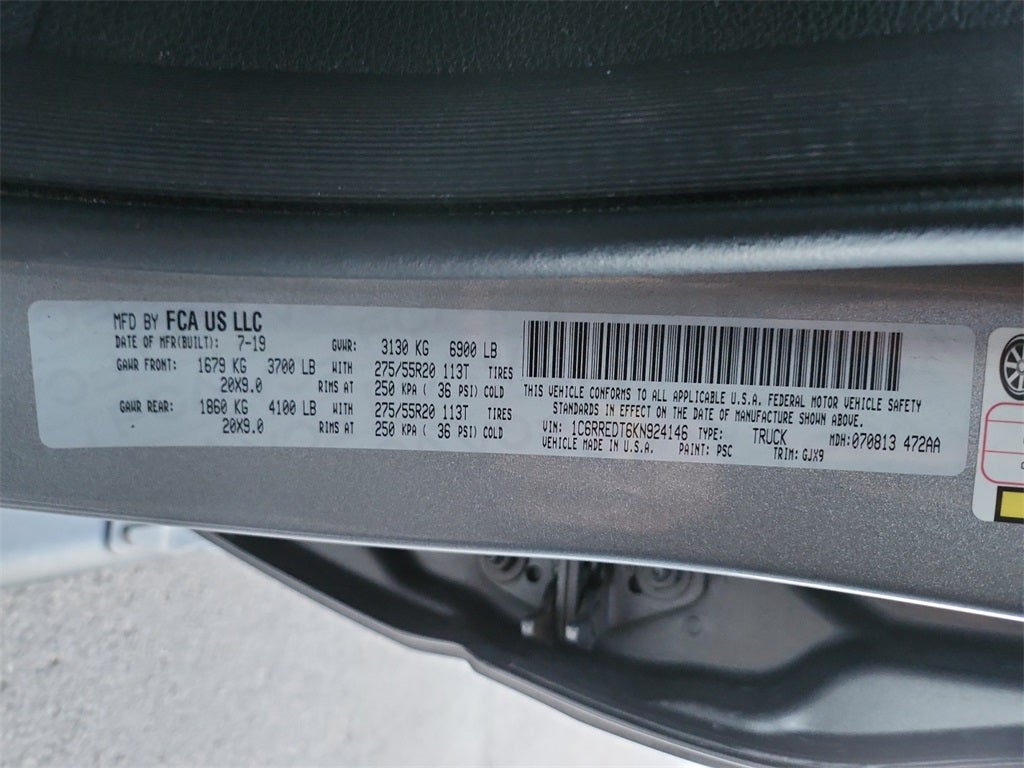 MFD BY FCA US LLC
DATE OF MFR(BUILT): 7-19 GVWR: 3130 KG 6900 LB
GAWR FRONT: 1679 KG 3700 LB WITH 275/55R20 113T TIRES
20X9.0 RIMS AT 250 KPA ( 36 PSI) COLD
GAWR REAR: 1860 KG 4100 LB WITH 275/55R20 113T TIRES
20X9.0 RIMS AT 250 KPA ( 36 PSI) COLD
THIS VEHICLE CONFORMS TO ALL APPLICABLE U.S.A. FEDERAL MOTOR VEHICLE SAFETY
STANDARDS IN EFFECT ON THE DATE OF MANUFACTURE SHOWN ABOVE.
VIN: 1C6RREDT6KN924146 TYPE: TRUCK MDH:070813 472AA
VEHICLE MADE IN U.S.A. PAINT: PSC TRIM: GJX9